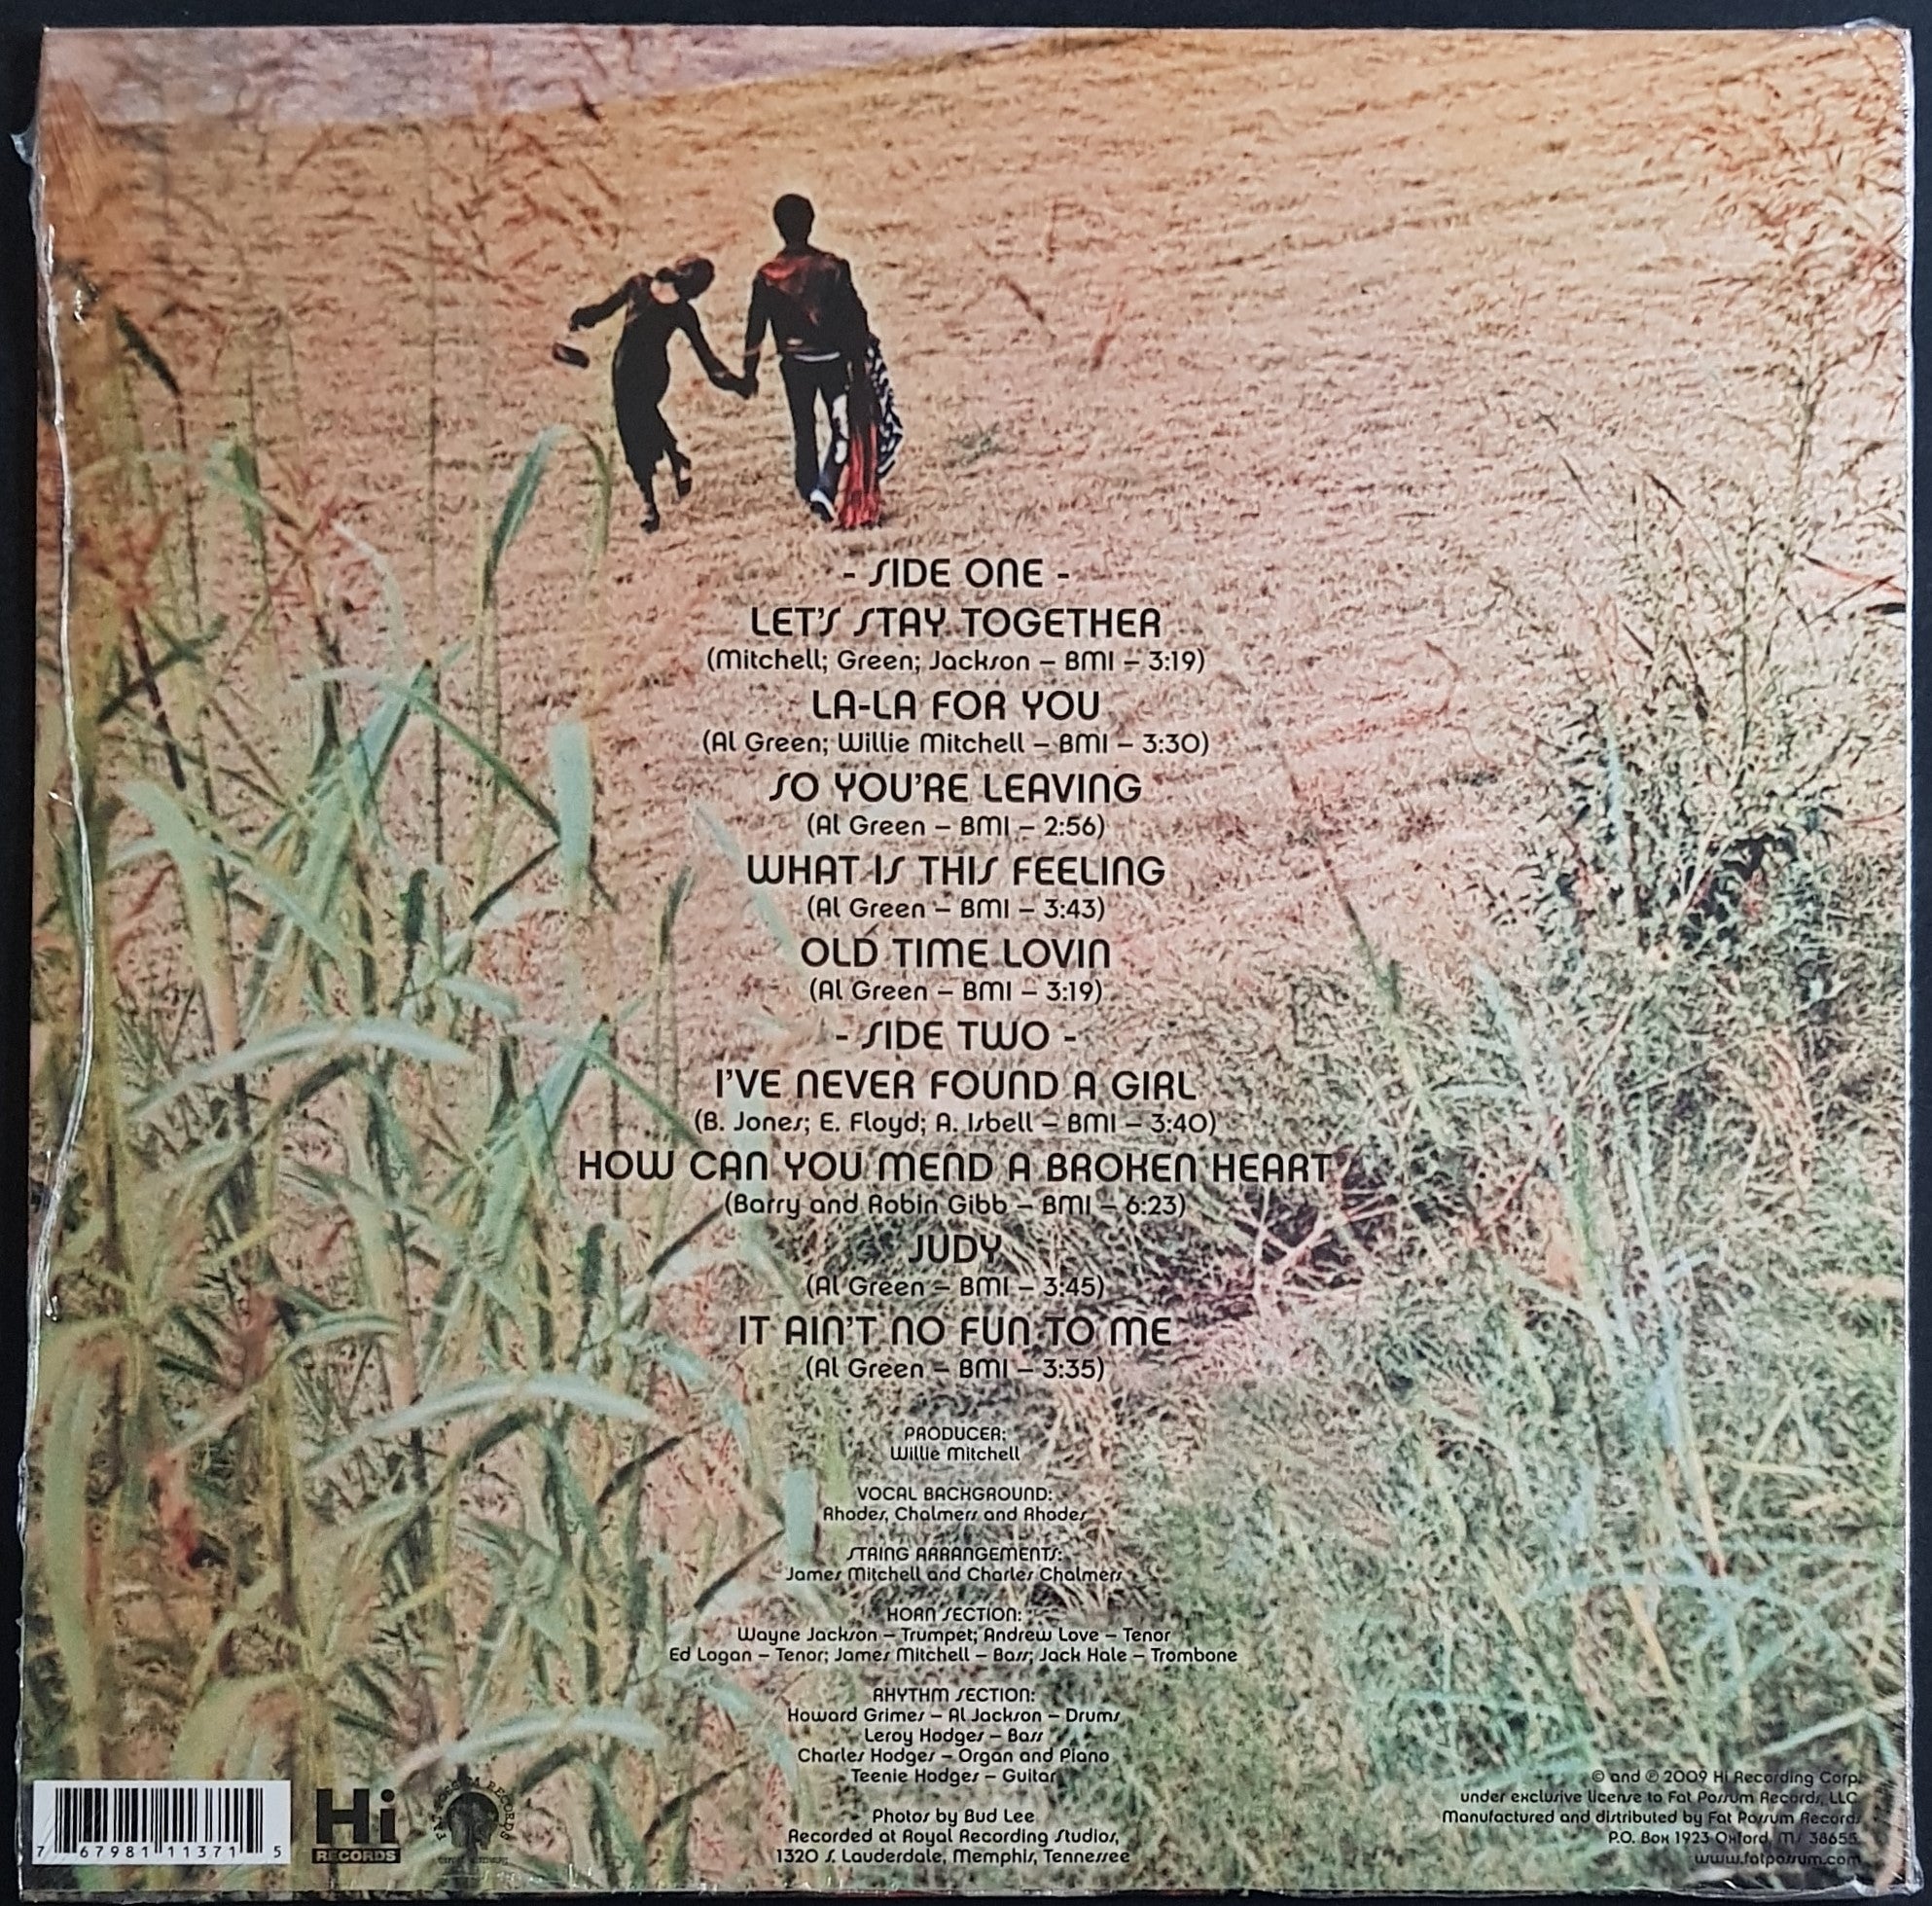 - SIDE ONE -
LET'S STAY TOGETHER
(Mitchell; Green; Jackson – BMI – 3:19)
LA-LA FOR YOU
(Al Green; Willie Mitchell – BMI – 3:30)
SO YOU'RE LEAVING
(Al Green – BMI – 2:56)
WHAT IS THIS FEELING
(Al Green – BMI – 3:43)
OLD TIME LOVIN
(Al Green – BMI – 3:19)
- SIDE TWO -
I'VE NEVER FOUND A GIRL
(B. Jones; E. Floyd; A. Isbell – BMI – 3:40)
HOW CAN YOU MEND A BROKEN HEART
(Barry and Robin Gibb – BMI – 6:23)
JUDY
(Al Green – BMI – 3:45)
IT AIN'T NO FUN TO ME
(Al Green – BMI – 3:35)
PRODUCER:
Willie Mitchell
VOCAL BACKGROUND:
Rhodes, Chalmers and Rhodes
STRING ARRANGEMENTS:
James Mitchell and Charles Chalmers
HORN SECTION:
Wayne Jackson – Trumpet; Andrew Love – Tenor
Ed Logan – Tenor; James Mitchell – Bass; Jack Hale – Trombone
RHYTHM SECTION:
Howard Grimes – Al Jackson – Drums
Leroy Hodges – Bass
Charles Hodges – Organ and Piano
Teenie Hodges – Guitar
Photos by Bud Lee
Recorded at Royal Recording Studios,
1320 S. Lauderdale, Memphis, Tennessee
7 67981 11371 5
Hi
RECORDS
FAT POSSUM RECORDS
© and ℗ 2009 Hi Recording Corp.
under exclusive license to Fat Possum Records, LLC
Manufactured and distributed by Fat Possum Records
P.O. Box 1923 Oxford, MS 38655.
www.fatpossum.com